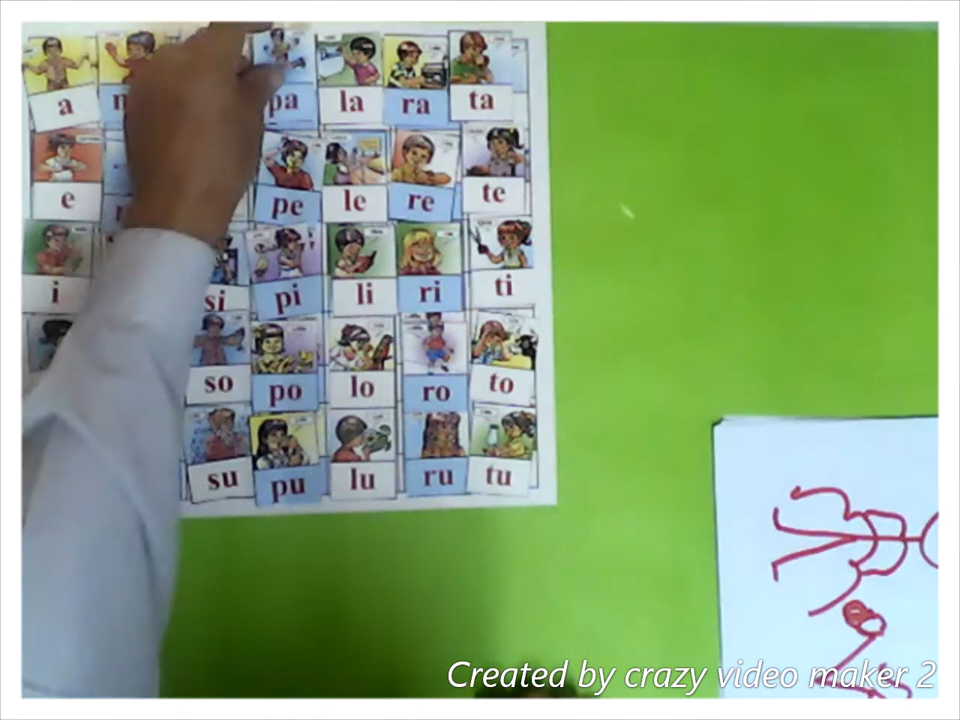 a pa la ra ta
e pe le re te
i si pi li ri ti
so po lo ro to
su pu lu ru tu
Created by crazy video maker 2